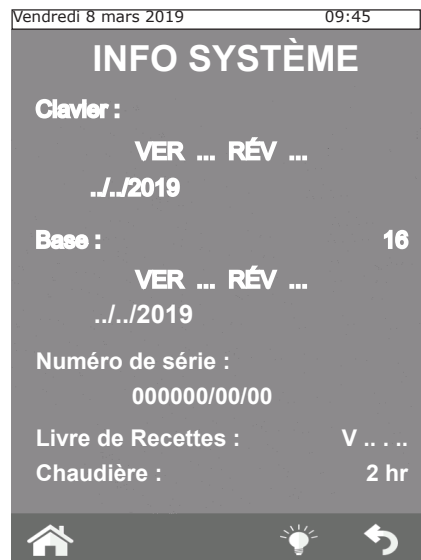 Vendredi 8 mars 2019 09:45
INFO SYSTÈME
Clavier :
VER ... RÉV ...
../../2019
Base : 16
VER ... RÉV ...
../../2019
Numéro de série :
000000/00/00
Livre de Recettes : V .. . ..
Chaudière : 2 hr